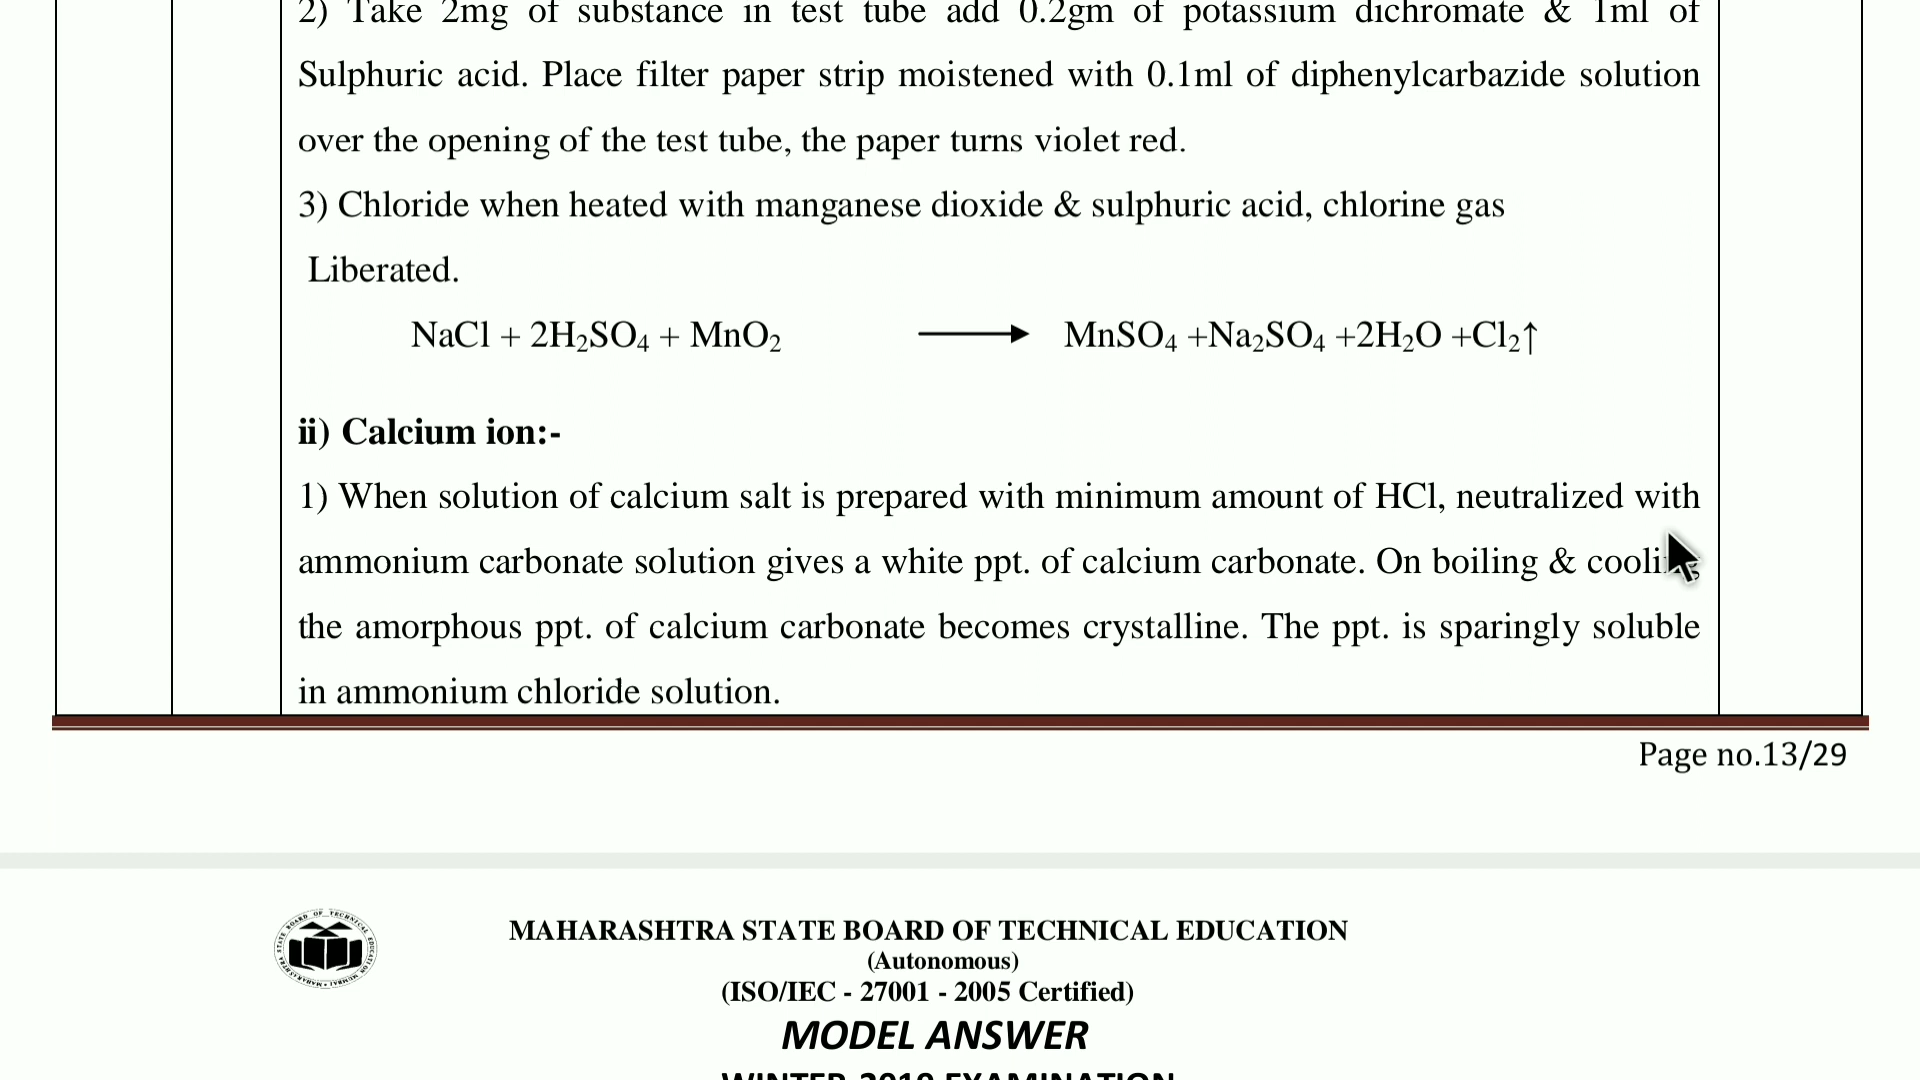 2) Take 2mg of substance in test tube add 0.2gm of potassium dichromate & 1ml of
Sulphuric acid. Place filter paper strip moistened with 0.1ml of diphenylcarbazide solution
over the opening of the test tube, the paper turns violet red.
3) Chloride when heated with manganese dioxide & sulphuric acid, chlorine gas
Liberated.
NaCl + 2H₂SO₄ + MnO₂ ⟶ MnSO₄ +Na₂SO₄ +2H₂O +Cl₂↑
ii) Calcium ion:-
1) When solution of calcium salt is prepared with minimum amount of HCl, neutralized with
ammonium carbonate solution gives a white ppt. of calcium carbonate. On boiling &
the amorphous ppt. of calcium carbonate becomes crystalline. The ppt. is sparingly soluble
in ammonium chloride solution.
Page no.13/29
MAHARASHTRA STATE BOARD OF TECHNICAL EDUCATION
(Autonomous)
(ISO/IEC - 27001 - 2005 Certified)
MODEL ANSWER